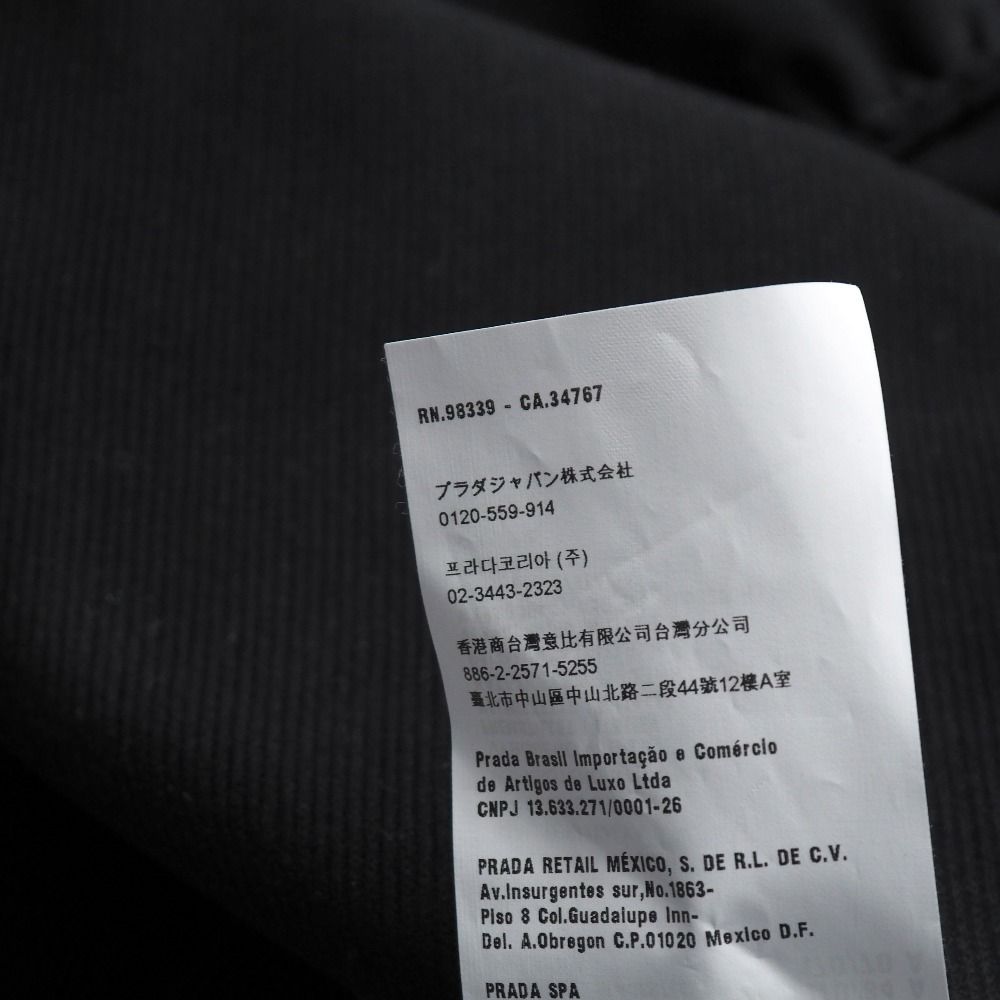 RN.98339 - CA.34767
プラダジャパン株式会社
0120-559-914
프라다코리아 (주)
02-3443-2323
香港商台灣意比有限公司台灣分公司
886-2-2571-5255
臺北市中山區中山北路二段44號12樓A室
Prada Brasil Importação e Comércio
de Artigos de Luxo Ltda
CNPJ 13.633.271/0001-26
PRADA RETAIL MÉXICO, S. DE R.L. DE C.V.
Av.Insurgentes sur,No.1863-
Piso 8 Col.Guadalupe Inn-
Del. A.Obregon C.P.01020 Mexico D.F.
PRADA SPA